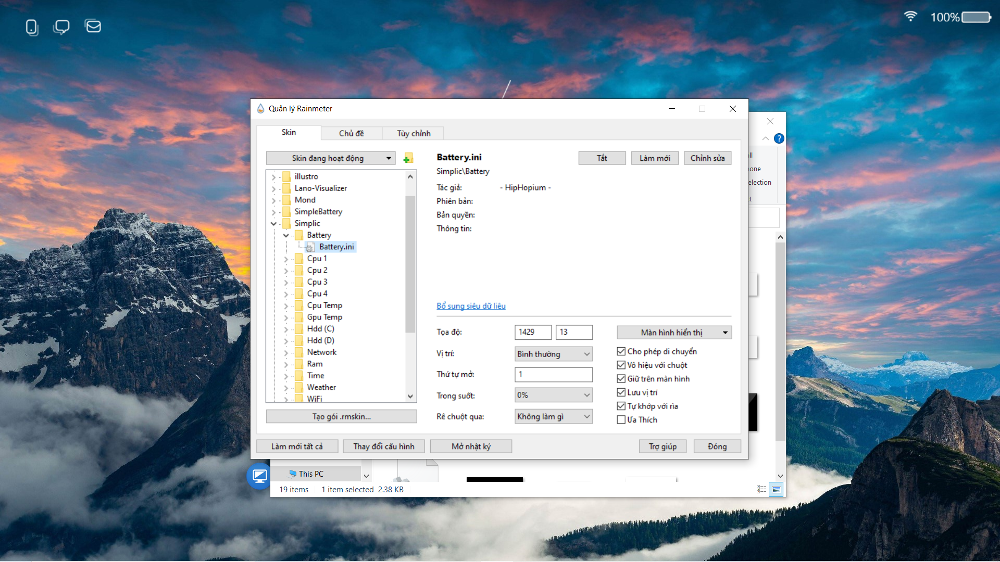 100%
Quản lý Rainmeter
Skin
Chủ đề
Tùy chỉnh
Skin đang hoạt động
illustro
Lano-Visualizer
Mond
SimpleBattery
Simplic
Battery
Battery.ini
Cpu 1
Cpu 2
Cpu 3
Cpu 4
Cpu Temp
Gpu Temp
Hdd (C)
Hdd (D)
Network
Ram
Time
Weather
WiFi
Tạo gói .rmskin...
Battery.ini
Simplic\Battery
Tắt
Làm mới
Chỉnh sửa
Tác giả: - HipHopium -
Phiên bản:
Bản quyền:
Thông tin:
Bổ sung siêu dữ liêu
Tọa độ: 1429 13
Vị trí: Bình thường
Thứ tự mở: 1
Trong suốt: 0%
Rê chuột qua: Không làm gì
Màn hình hiển thị
Cho phép di chuyển
Vô hiệu với chuột
Giữ trên màn hình
Lưu vị trí
Tự khớp với rìa
Ưa Thích
Làm mới tất cả
Thay đổi cấu hình
Mở nhật ký
Trợ giúp
Đóng
?
ll
one
election
ct
This PC
19 items 1 item selected 2.38 KB